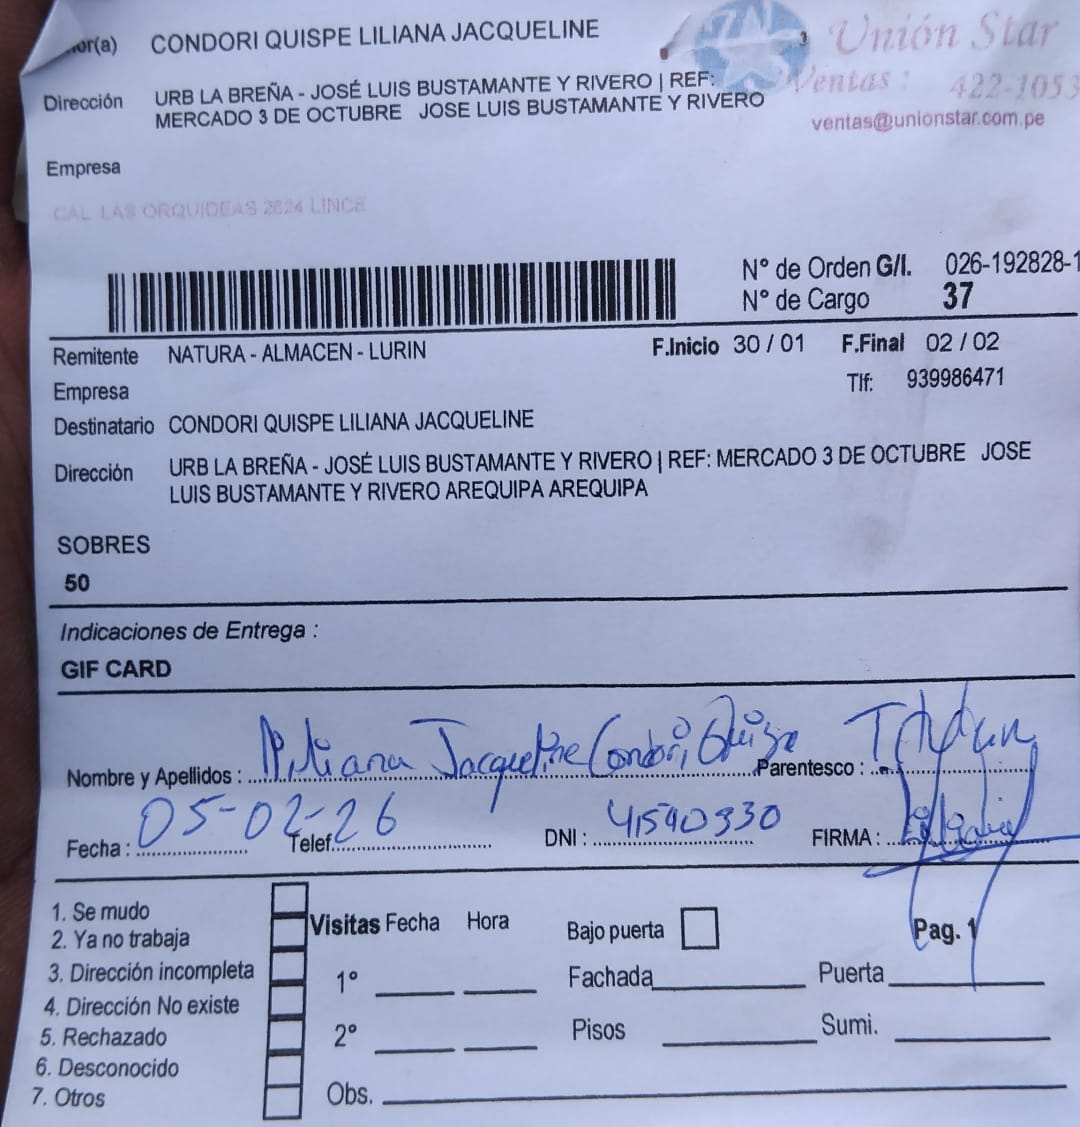 ñor(a) CONDORI QUISPE LILIANA JACQUELINE
Unión Star
Dirección URB LA BREÑA - JOSÉ LUIS BUSTAMANTE Y RIVERO | REF:
MERCADO 3 DE OCTUBRE JOSE LUIS BUSTAMANTE Y RIVERO
Ventas : 422-1053
ventas@unionstar.com.pe
Empresa
CAL LAS ORQUIDEAS 2624 LINCE
N° de Orden G/I. 026-192828-1
N° de Cargo 37
Remitente NATURA - ALMACEN - LURIN F.Inicio 30 / 01 F.Final 02 / 02
Empresa Tlf: 939986471
Destinatario CONDORI QUISPE LILIANA JACQUELINE
Dirección URB LA BREÑA - JOSÉ LUIS BUSTAMANTE Y RIVERO | REF: MERCADO 3 DE OCTUBRE JOSE
LUIS BUSTAMANTE Y RIVERO AREQUIPA AREQUIPA
SOBRES
50
Indicaciones de Entrega :
GIF CARD
Nombre y Apellidos : Liliana Jacqueline Condori Quispe Parentesco :
Fecha : 05-02-26 Telef. DNI : 41590330 FIRMA :
1. Se mudo
2. Ya no trabaja
3. Dirección incompleta
4. Dirección No existe
5. Rechazado
6. Desconocido
7. Otros
Visitas Fecha Hora
1°
2°
Obs.
Bajo puerta
Pag. 1
Fachada Puerta
Pisos Sumi.